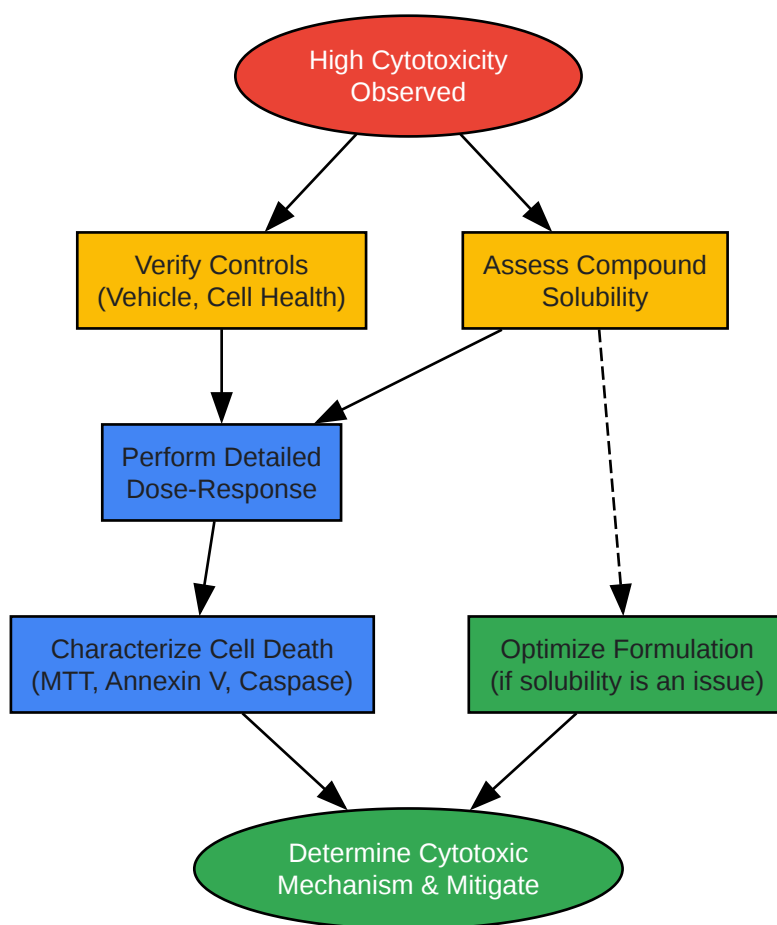 High Cytotoxicity
Observed
Verify Controls
(Vehicle, Cell Health)
Assess Compound
Solubility
Perform Detailed
Dose-Response
Characterize Cell Death
(MTT, Annexin V, Caspase)
Optimize Formulation
(if solubility is an issue)
Determine Cytotoxic
Mechanism & Mitigate